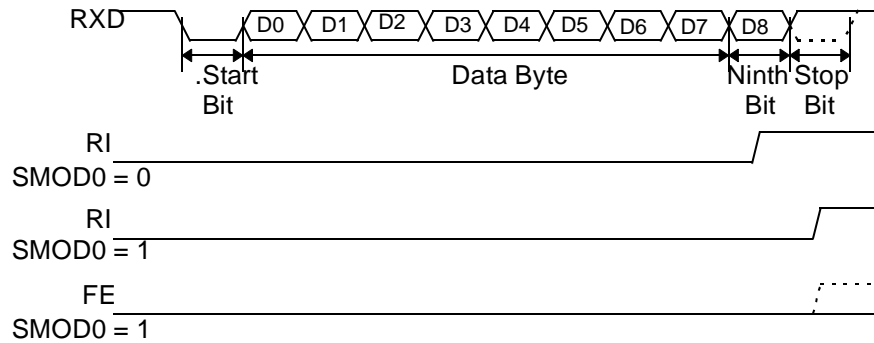 RXD D0 D1 D2 D3 D4 D5 D6 D7 D8
.Start Data Byte Ninth Stop
Bit Bit Bit
RI
SMOD0 = 0
RI
SMOD0 = 1
FE
SMOD0 = 1